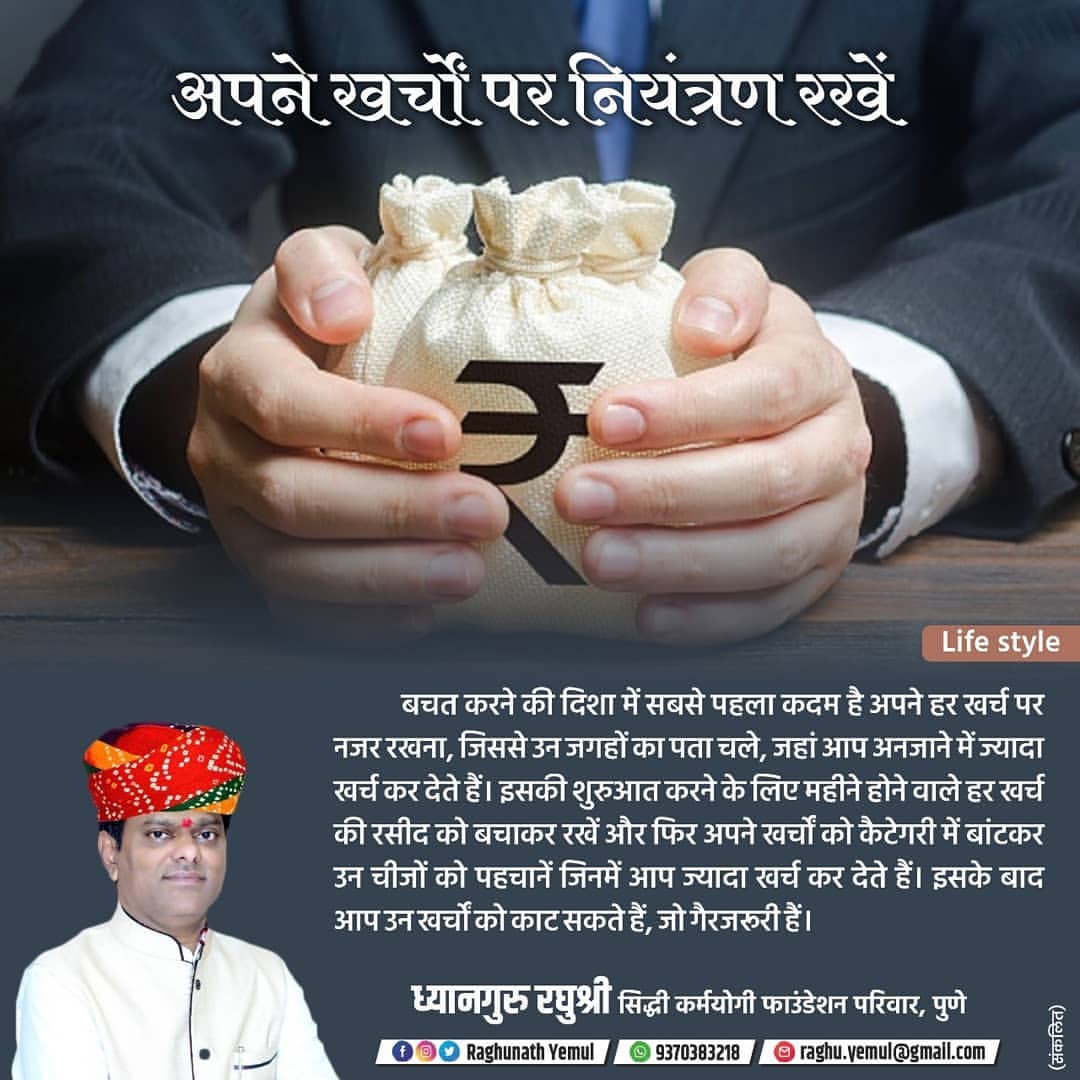 अपने खर्चों पर नियंत्रण रखें
Life style
बचत करने की दिशा में सबसे पहला कदम है अपने हर खर्च पर
नजर रखना, जिससे उन जगहों का पता चले, जहां आप अनजाने में ज्यादा
खर्च कर देते हैं। इसकी शुरुआत करने के लिए महीने होने वाले हर खर्च
की रसीद को बचाकर रखें और फिर अपने खर्चों को कैटेगरी में बांटकर
उन चीजों को पहचानें जिनमें आप ज्यादा खर्च कर देते हैं। इसके बाद
आप उन खर्चों को काट सकते हैं, जो गैरजरूरी हैं।
ध्यानगुरु रघुश्री सिद्धी कर्मयोगी फाउंडेशन परिवार, पुणे
Raghunath Yemul 9370383218 raghu.yemul@gmail.com
(संकलित)